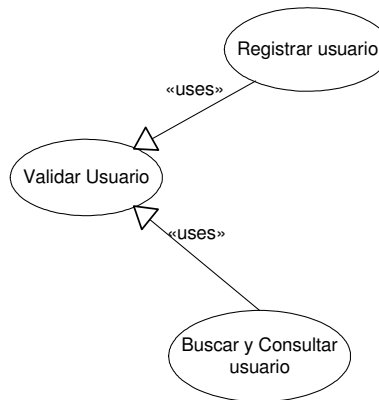 Registrar usuario
«uses»
Validar Usuario
«uses»
Buscar y Consultar
usuario